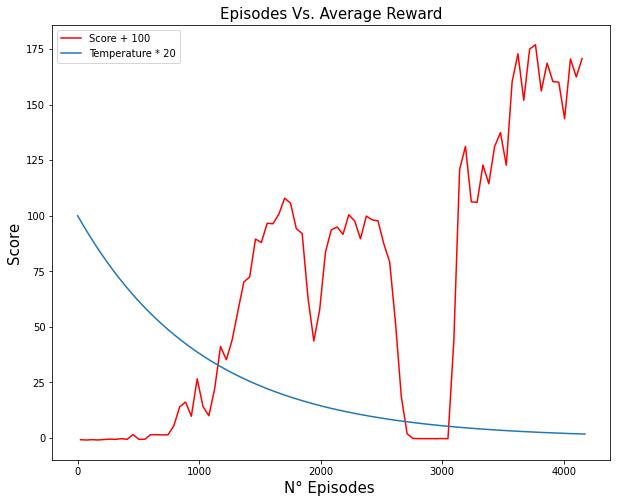 Episodes Vs. Average Reward
Score + 100
Temperature * 20
175
150
125
100
75
50
25
0
Score
0 1000 2000 3000 4000
N° Episodes